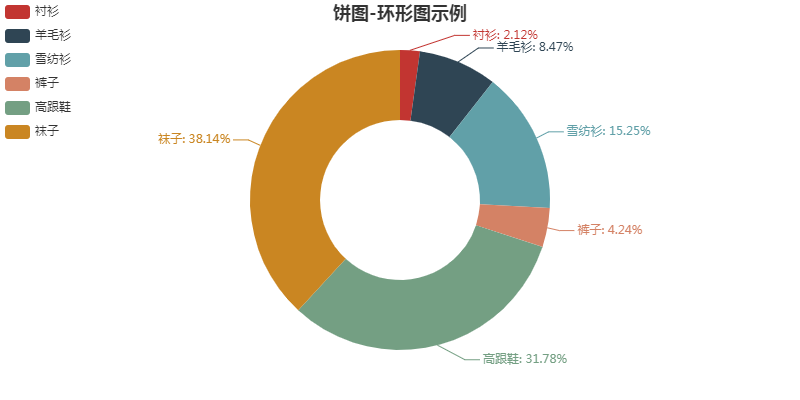 饼图-环形图示例
衬衫
羊毛衫
雪纺衫
裤子
高跟鞋
袜子
衬衫: 2.12%
羊毛衫: 8.47%
雪纺衫: 15.25%
裤子: 4.24%
高跟鞋: 31.78%
袜子: 38.14%